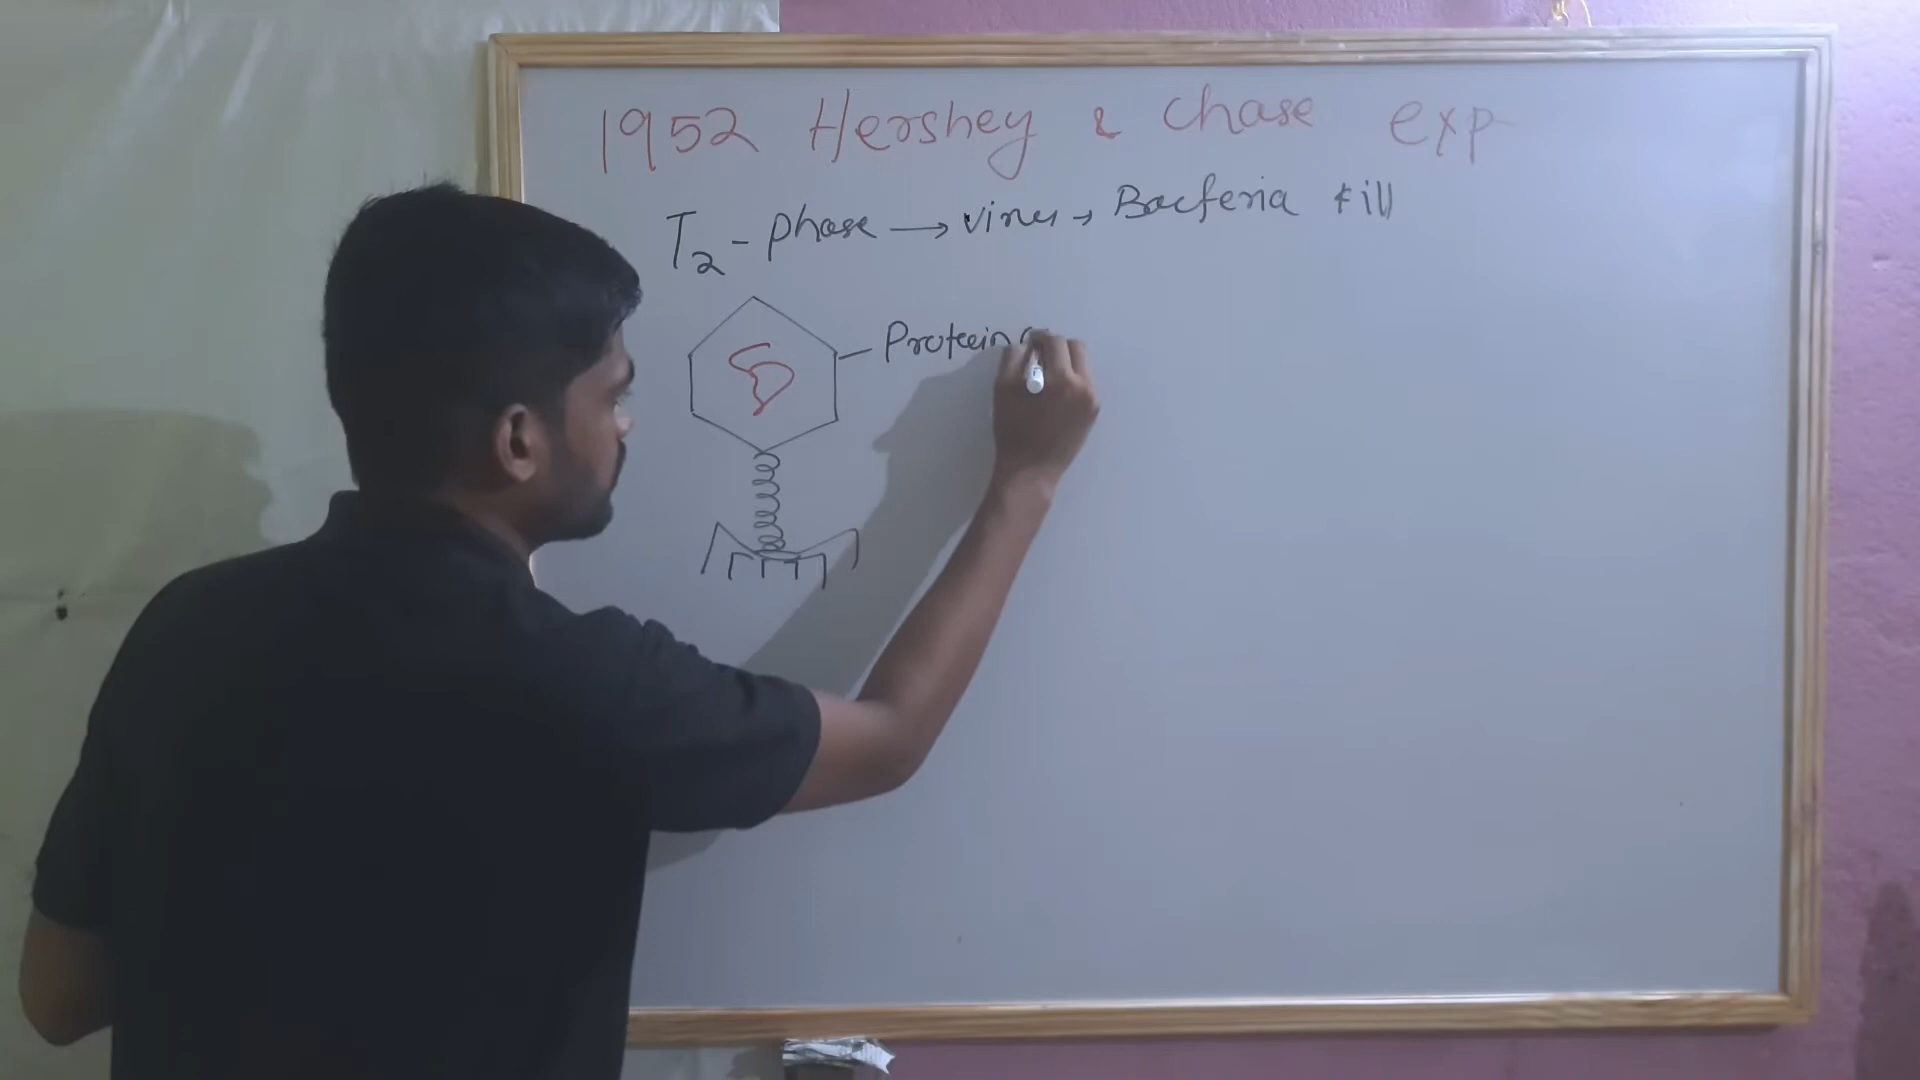 1952 Hershey & Chase exp
T2 - phase → virus → Bacteria kill
Protein